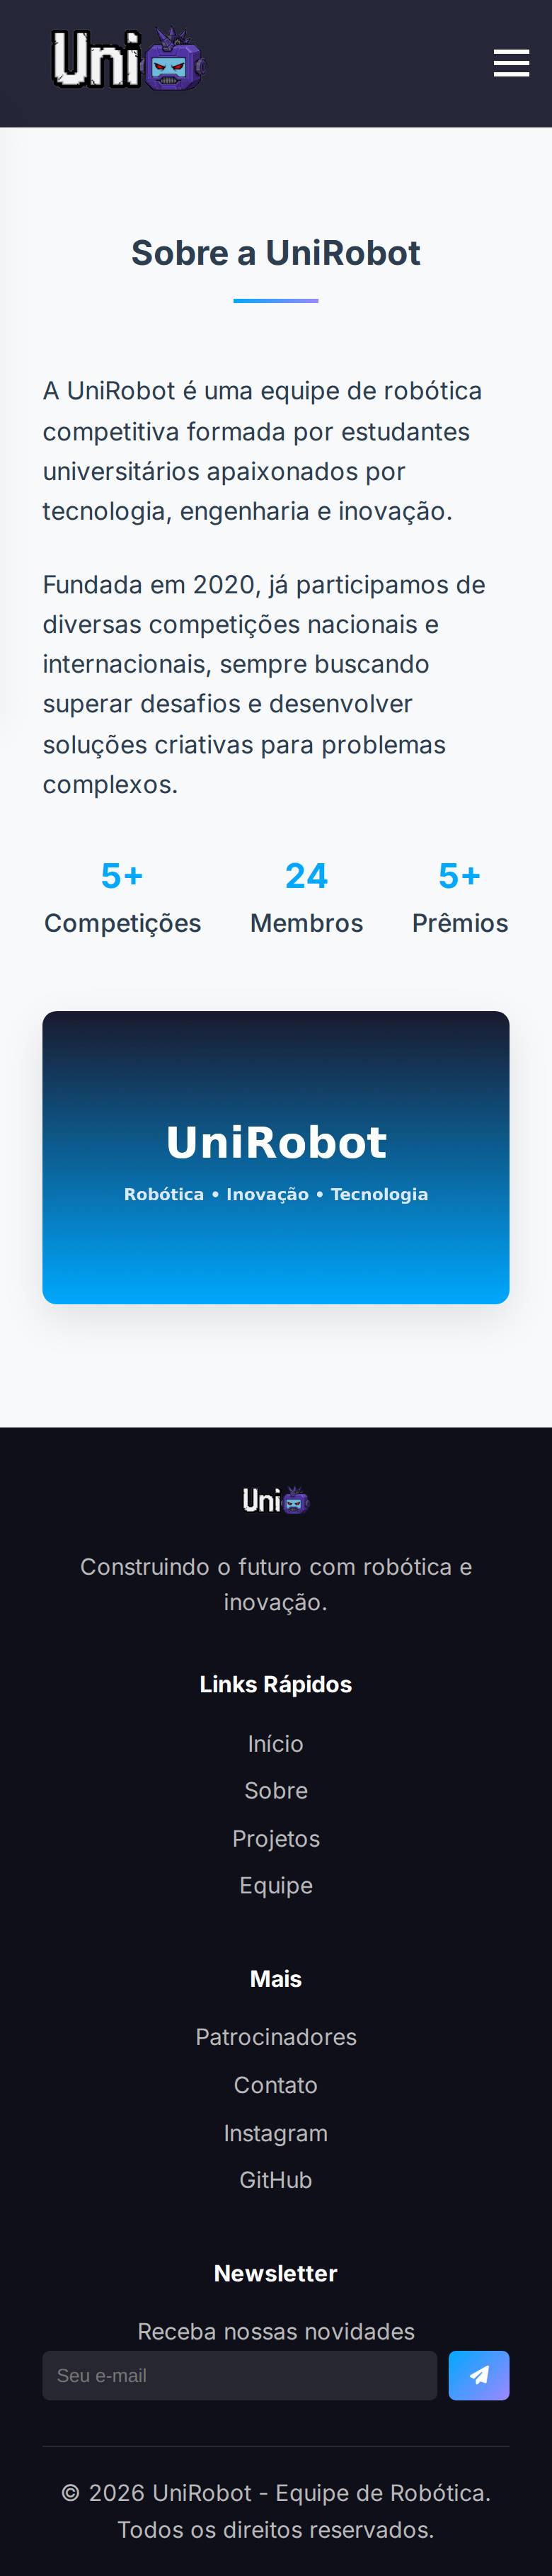 Uni
Sobre a UniRobot
A UniRobot é uma equipe de robótica
competitiva formada por estudantes
universitários apaixonados por
tecnologia, engenharia e inovação.
Fundada em 2020, já participamos de
diversas competições nacionais e
internacionais, sempre buscando
superar desafios e desenvolver
soluções criativas para problemas
complexos.
5+ 24 5+
Competições Membros Prêmios
UniRobot
Robótica • Inovação • Tecnologia
Uni
Construindo o futuro com robótica e
inovação.
Links Rápidos
Início
Sobre
Projetos
Equipe
Mais
Patrocinadores
Contato
Instagram
GitHub
Newsletter
Receba nossas novidades
Seu e-mail
© 2026 UniRobot - Equipe de Robótica.
Todos os direitos reservados.